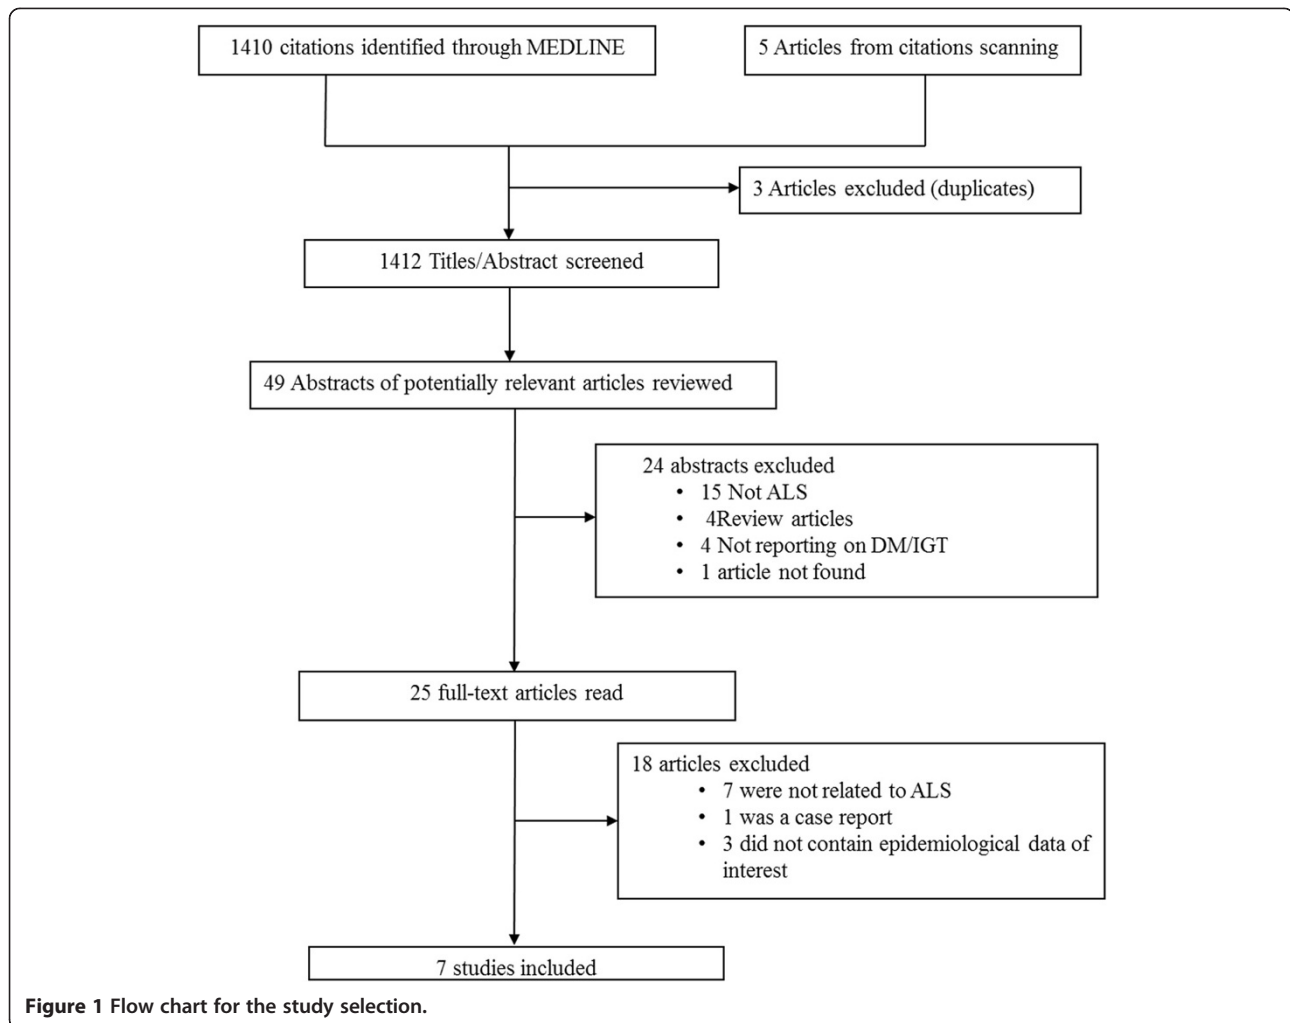 1410 citations identified through MEDLINE
5 Articles from citations scanning
3 Articles excluded (duplicates)
1412 Titles/Abstract screened
49 Abstracts of potentially relevant articles reviewed
24 abstracts excluded
• 15 Not ALS
• 4Review articles
• 4 Not reporting on DM/IGT
• 1 article not found
25 full-text articles read
18 articles excluded
• 7 were not related to ALS
• 1 was a case report
• 3 did not contain epidemiological data of
interest
7 studies included
Figure 1 Flow chart for the study selection.